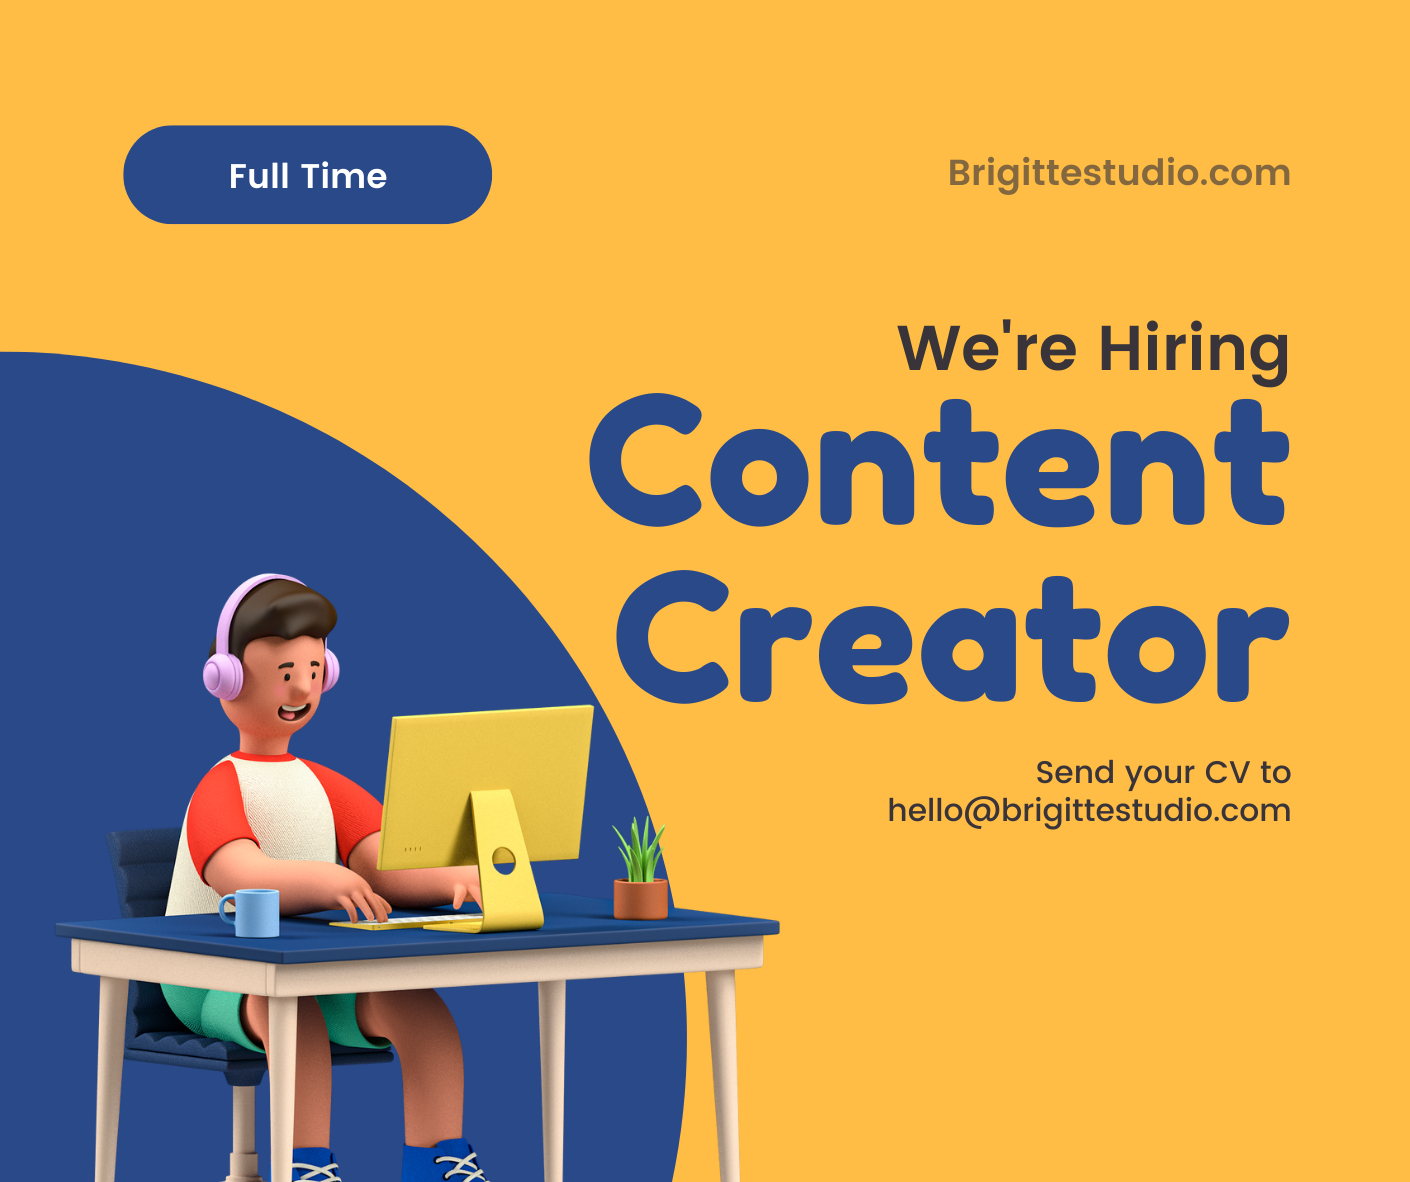 Full Time
Brigittestudio.com
We're Hiring
Content
Creator
Send your CV to
hello@brigittestudio.com